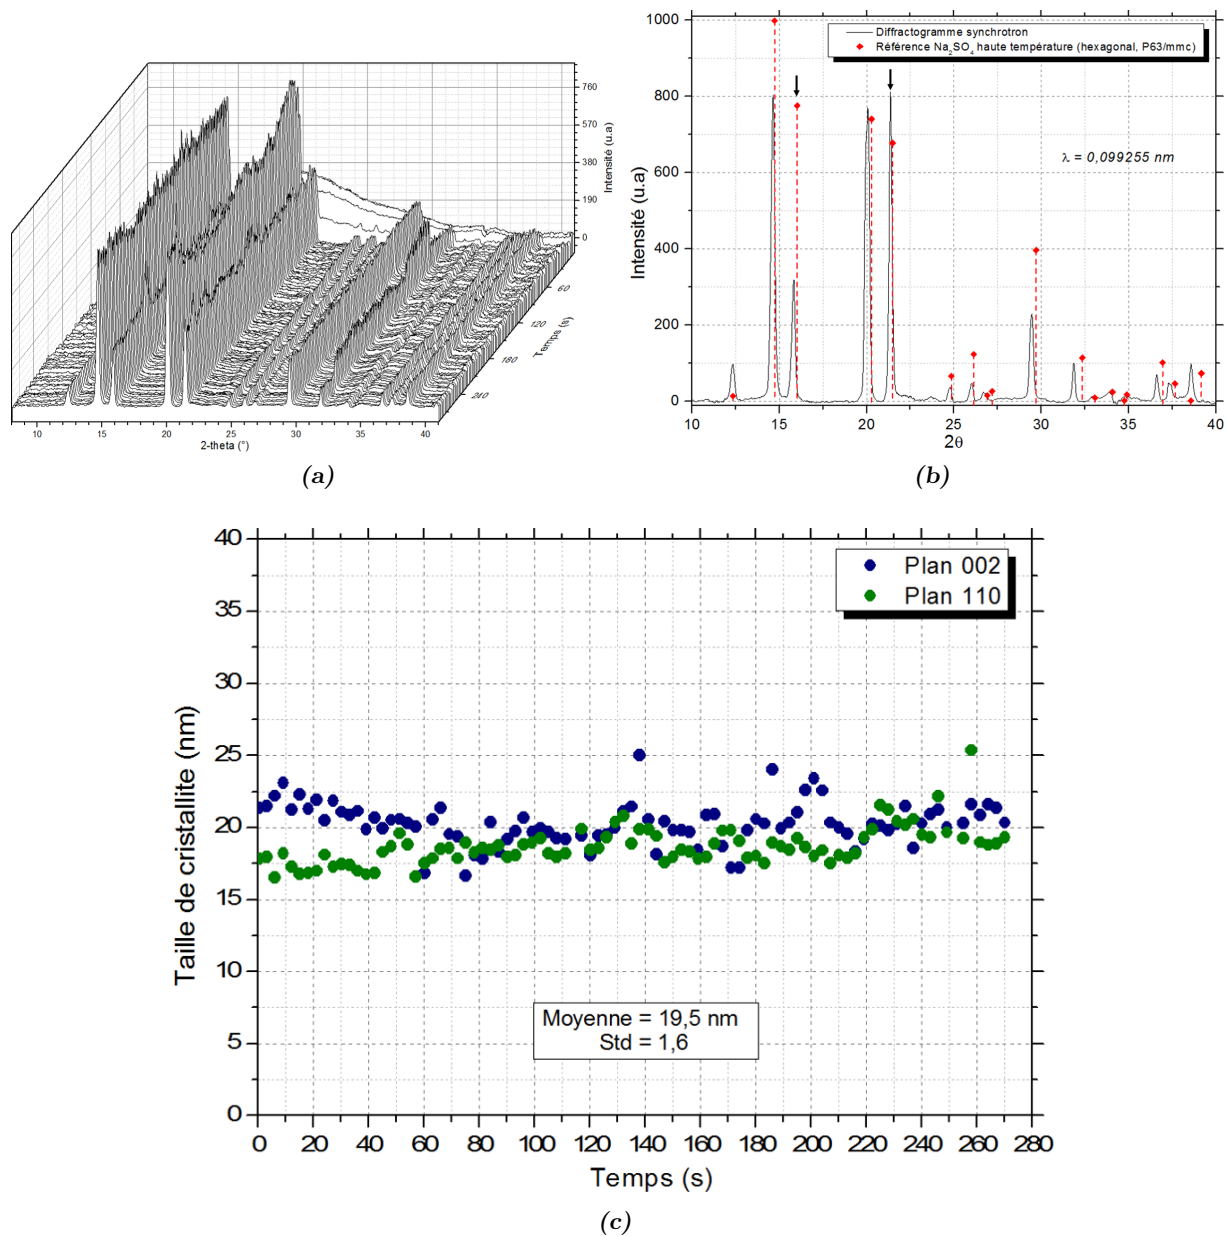 760
570
380
190
0
Intensité (u.a)
60
120
180
240
Temps (s)
10
15
20
25
30
35
40
2-theta (°)
(a)
Diffractogramme synchrotron
Référence Na2SO4 haute température (hexagonal, P63/mmc)
λ = 0,099255 nm
1000
800
600
400
200
0
Intensité (u.a)
10
15
20
25
30
35
40
2θ
(b)
Plan 002
Plan 110
40
35
30
25
20
15
10
5
0
Taille de cristallite (nm)
Moyenne = 19,5 nm
Std = 1,6
0 20 40 60 80 100 120 140 160 180 200 220 240 260 280
Temps (s)
(c)